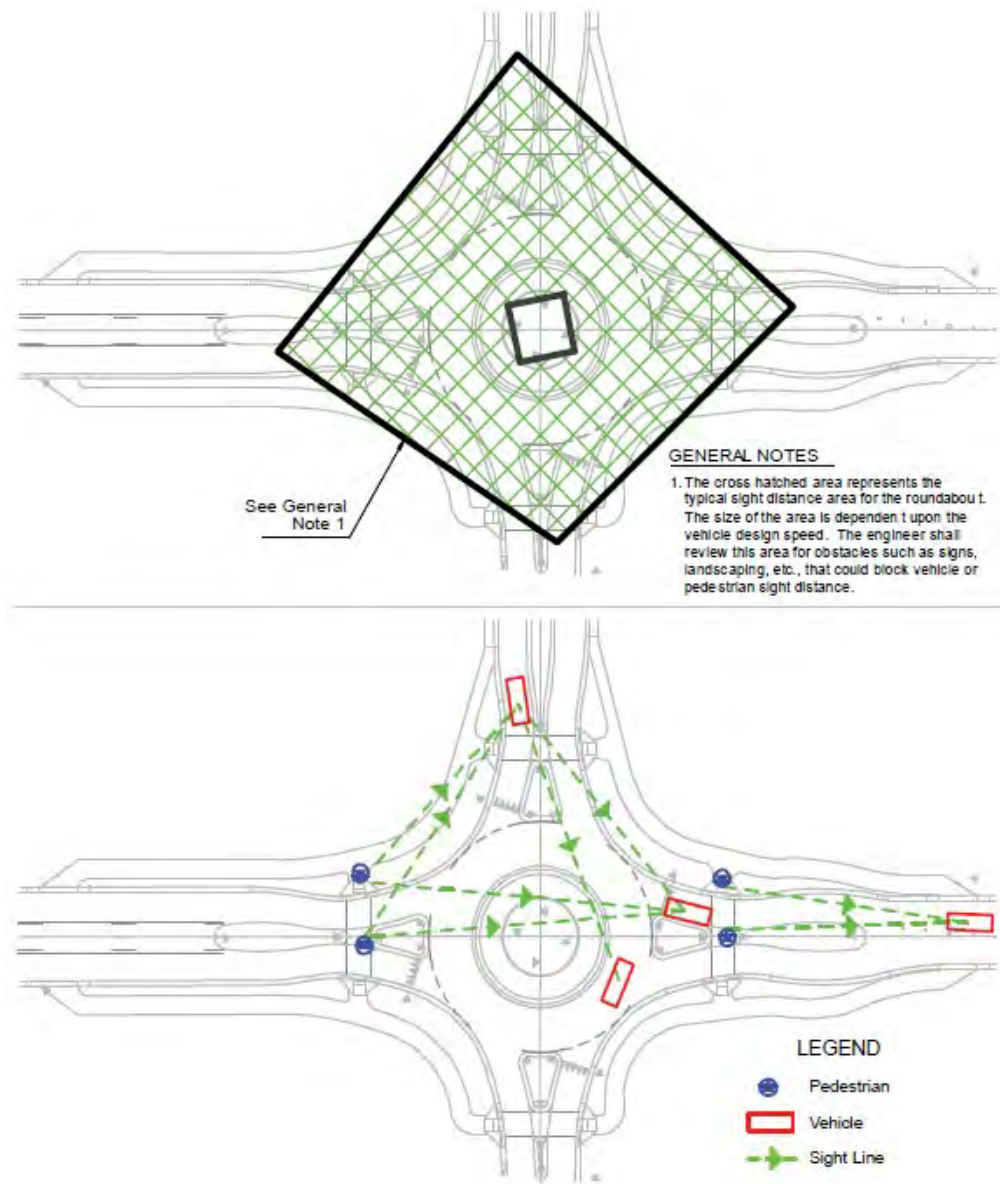 See General
Note 1
GENERAL NOTES
1. The cross hatched area represents the
typical sight distance area for the roundabout.
The size of the area is dependent upon the
vehicle design speed. The engineer shall
review this area for obstacles such as signs,
landscaping, etc., that could block vehicle or
pedestrian sight distance.
LEGEND
Pedestrian
Vehicle
Sight Line